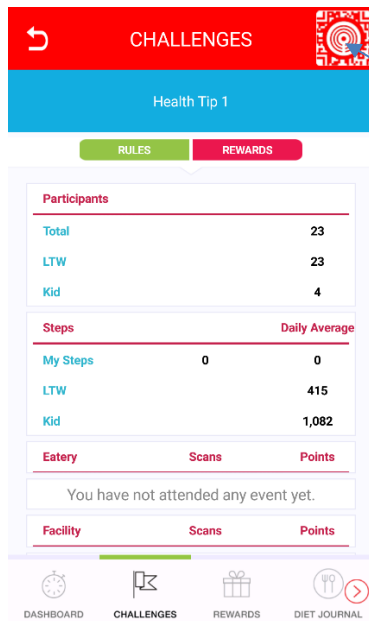 CHALLENGES
Health Tip 1
RULES REWARDS
Participants
Total 23
LTW 23
Kid 4
Steps Daily Average
My Steps 0 0
LTW 415
Kid 1,082
Eatery Scans Points
You have not attended any event yet.
Facility Scans Points
DASHBOARD CHALLENGES REWARDS DIET JOURNAL